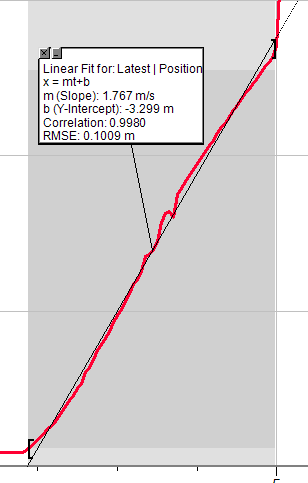 Linear Fit for: Latest | Position
x = mt+b
m (Slope): 1.767 m/s
b (Y-Intercept): -3.299 m
Correlation: 0.9980
RMSE: 0.1009 m